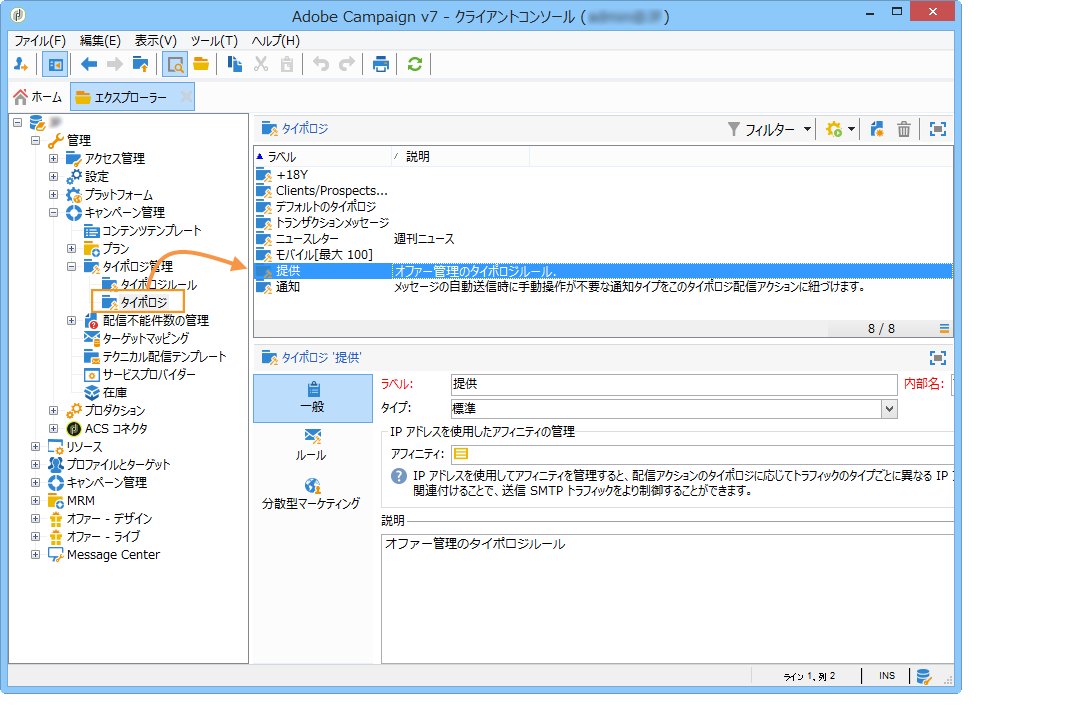 Adobe Campaign v7 - クライアントコンソール (
ファイル(F) 編集(E) 表示(V) ツール(T) ヘルプ(H)
ホーム エクスプローラー
管理
アクセス管理
設定
プラットフォーム
キャンペーン管理
コンテンツテンプレート
プラン
タイポロジ管理
タイポロジルール
タイポロジ
配信不能件数の管理
ターゲットマッピング
テクニカル配信テンプレート
サービスプロバイダー
在庫
プロダクション
ACS コネクタ
リソース
プロファイルとターゲット
キャンペーン管理
MRM
オファー - デザイン
オファー - ライブ
Message Center
タイポロジ フィルター
ラベル 説明
+18Y
Clients/Prospects...
デフォルトのタイポロジ
トランザクションメッセージ
ニュースレター 週刊ニュース
モバイル[最大 100]
提供 オファー管理のタイポロジルール.
通知 メッセージの自動送信時に手動操作が不要な通知タイプをこのタイポロジ配信アクションに紐づけます。
8 / 8
タイポロジ '提供'
一般
ルール
分散型マーケティング
ラベル: 提供 内部名:
タイプ: 標準
IP アドレスを使用したアフィニティの管理
アフィニティ:
IP アドレスを使用してアフィニティを管理すると、配信アクションのタイポロジに応じてトラフィックのタイプごとに異なる IP
関連付けることで、送信 SMTP トラフィックをより制御することができます。
説明
オファー管理のタイポロジルール
ライン 1、列 2 INS